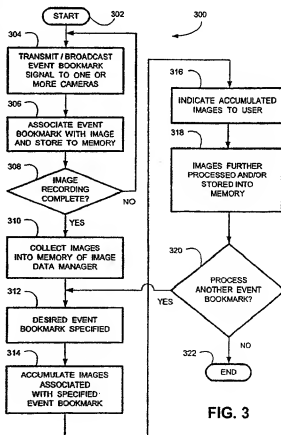 START
302
300
304
TRANSMIT / BROADCAST
EVENT BOOKMARK
SIGNAL TO ONE OR
MORE CAMERAS
306
ASSOCIATE EVENT
BOOKMARK WITH IMAGE
AND STORE TO MEMORY
308
IMAGE
RECORDING
COMPLETE?
NO
YES
310
COLLECT IMAGES
INTO MEMORY OF IMAGE
DATA MANAGER
312
DESIRED EVENT
BOOKMARK SPECIFIED
314
ACCUMULATE IMAGES
ASSOCIATED
WITH SPECIFIED
EVENT BOOKMARK
316
INDICATE ACCUMULATED
IMAGES TO USER
318
IMAGES FURTHER
PROCESSED AND/OR
STORED INTO
MEMORY
320
PROCESS
ANOTHER EVENT
BOOKMARK?
YES
NO
322
END
FIG. 3